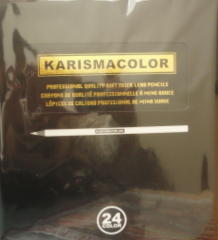 KARISMACOLOR
PROFESSIONAL QUALITY SOFT THICK LEAD PENCILS
CRAYONS DE QUALITÉ PROFESSIONNELLE À MINE DOUCE
LÁPICES DE CALIDAD PROFESIONAL DE MINA SUAVE
24
COLOR